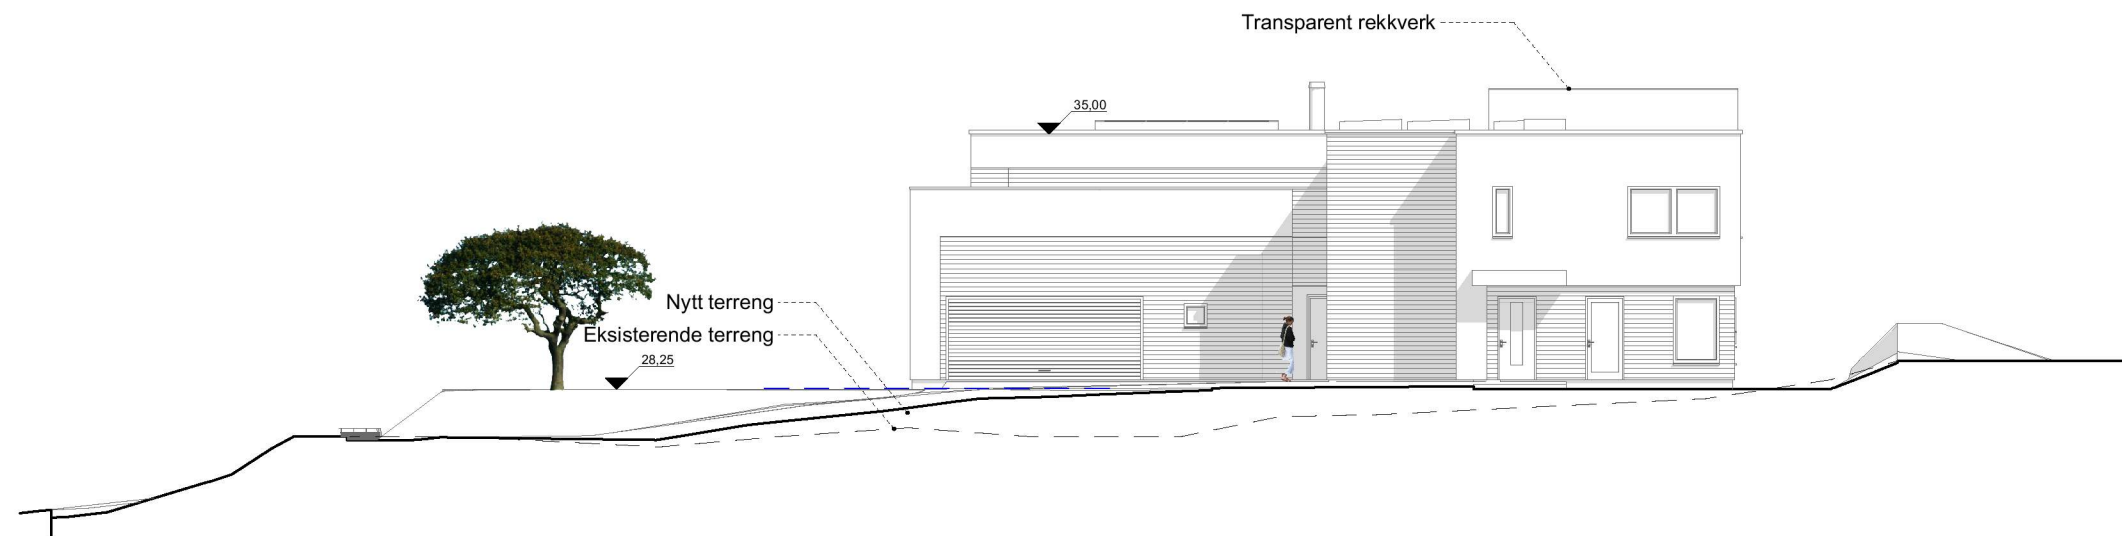 Transparent rekkverk
35,00
Nytt terreng
Eksisterende terreng
28,25